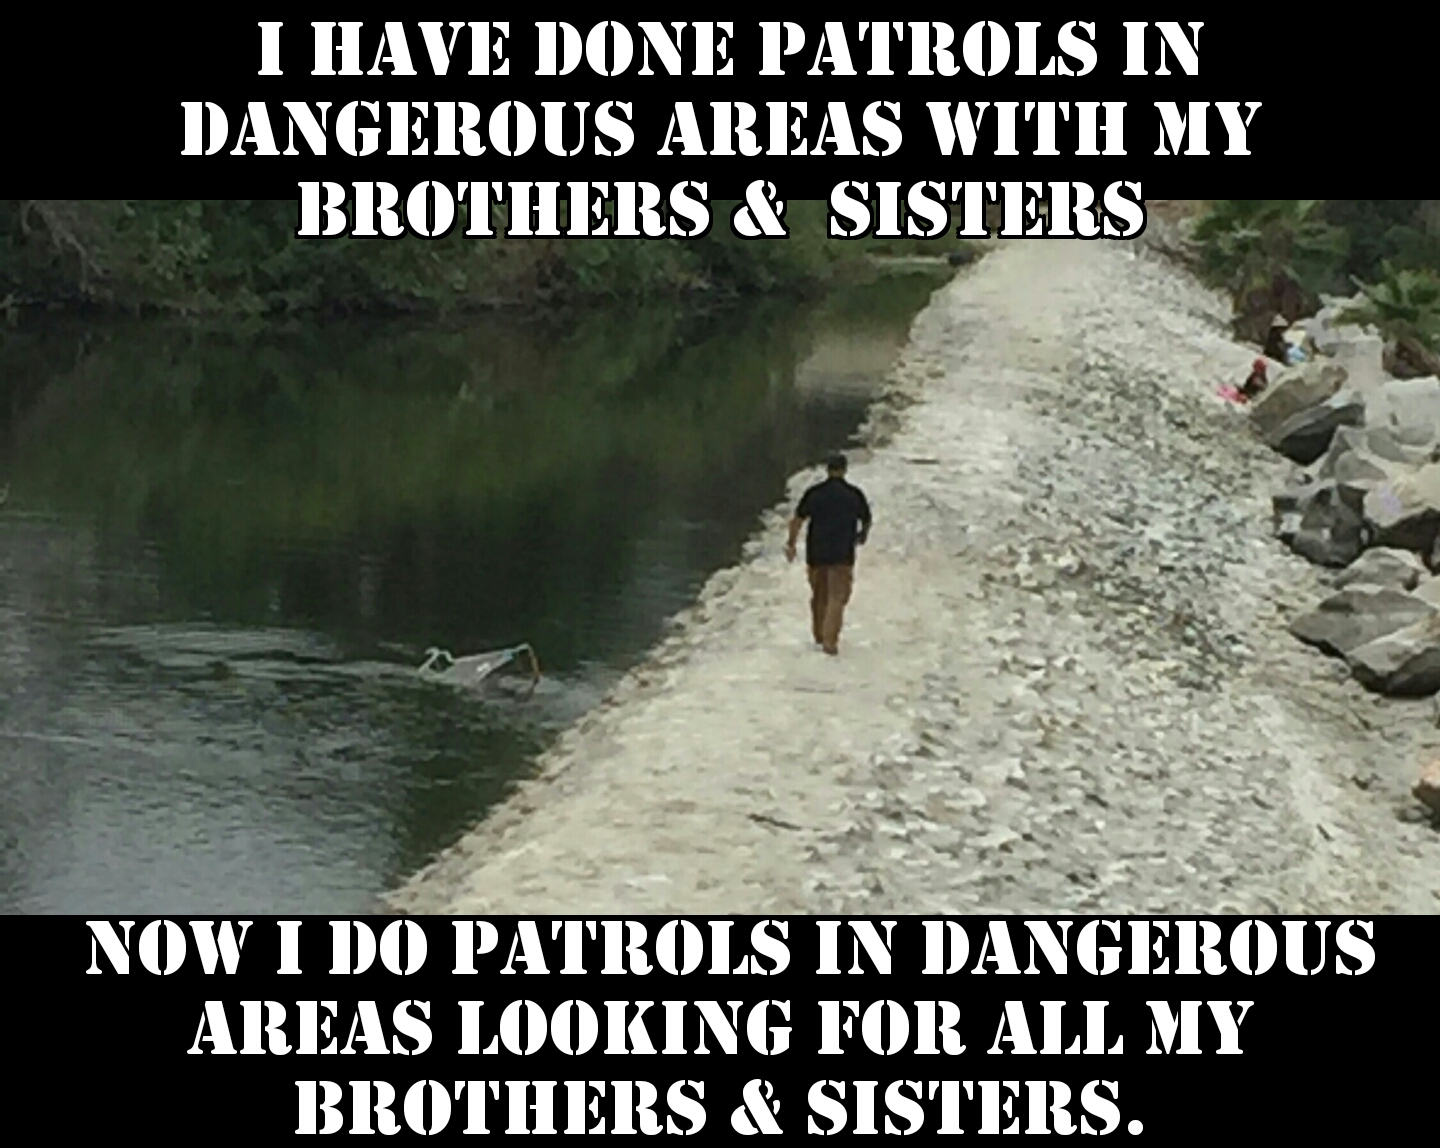 I HAVE DONE PATROLS IN
DANGEROUS AREAS WITH MY
BROTHERS &  SISTERS
NOW I DO PATROLS IN DANGEROUS
AREAS LOOKING FOR ALL MY
BROTHERS & SISTERS.